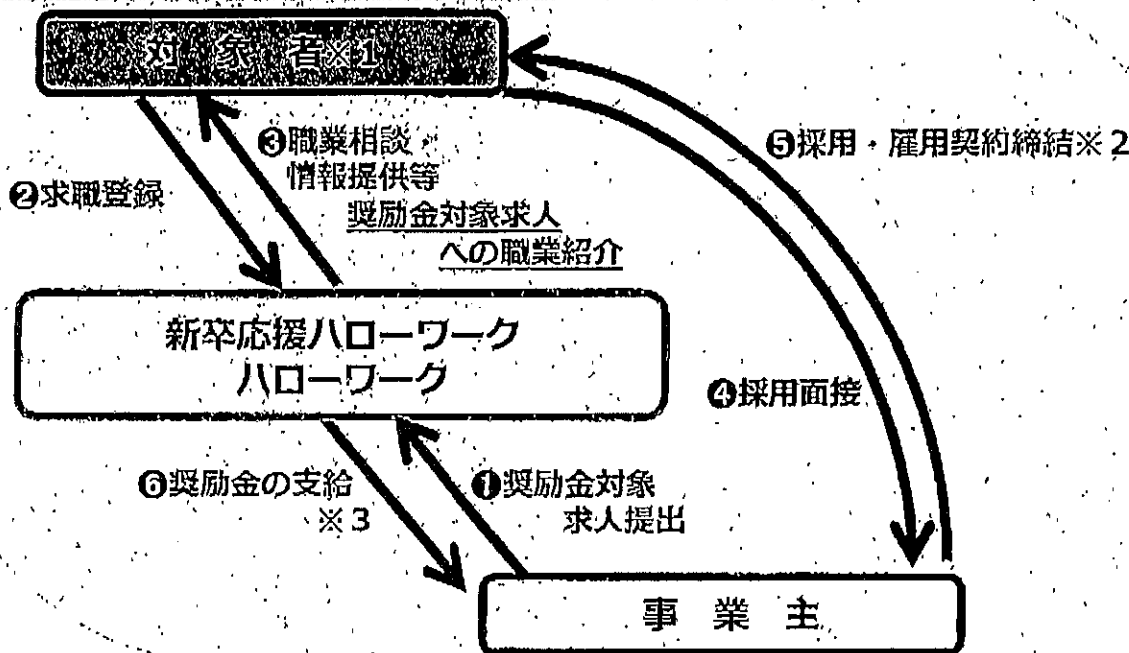 対象者※1
❸職業相談・
情報提供等
奨励金対象求人
への職業紹介
❷求職登録
❺採用・雇用契約締結※2
新卒応援ハローワーク
ハローワーク
❹採用面接
❻奨励金の支給
※3
❶奨励金対象
求人提出
事業主